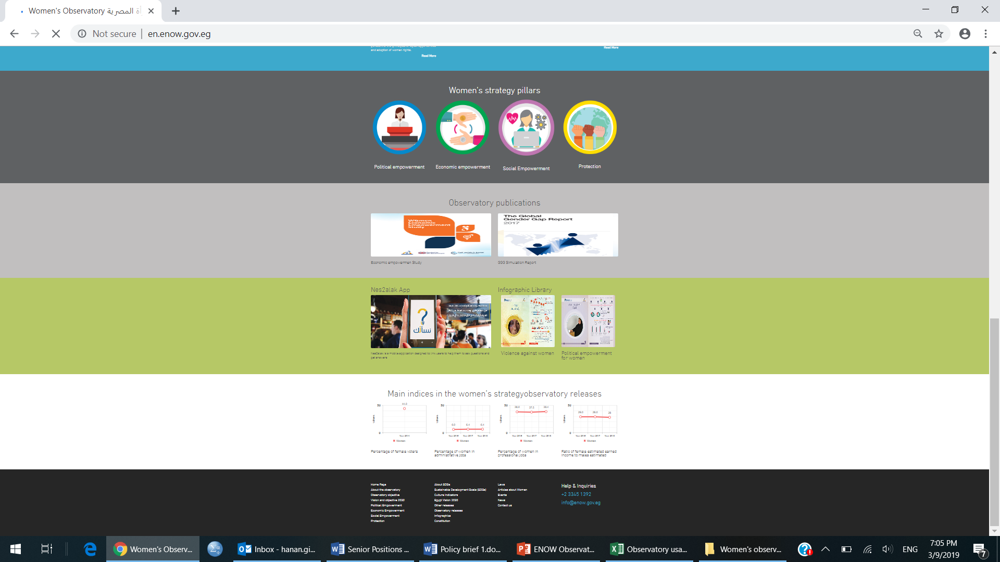 Women's Observatory أة المصرية
Not secure | en.enow.gov.eg
and adoption of women rights.
Read More
Read More
Women's strategy pillars
Political empowerment
Economic empowerment
Social Empowerment
Protection
Observatory publications
Women
Economic
Empowerment
Study
The Global
Gender Gap Report
2017
Economic empowermen Study
GGG Simulation Report
Nes2alak App
Infographic Library
نسألك
Nes2alak is a mobile application designed to link users to help them to ask questions and
get answers
Violence against women
Political empowerment
for women
Main indices in the women's strategyobservatory releases
50
44.0
values
0
Year 2014
Women
Percentage of female voters
50
values
6.0
6.4
6.4
0
Year 2016
Year 2017
Year 2018
Women
Percentage of women in
administrative jobs
50
38.0
37.5
38.4
values
0
Year 2016
Year 2017
Year 2018
Women
Percentage of women in
professional jobs
50
29.0
29.0
28
values
0
Year 2016
Year 2017
Year 2018
Women
Ratio of female estimated earned
income to males estimated
Home Page
About the observatory
Observatory objective
Vision and objective 2030
Political Empowerment
Economic Empowerment
Social Empowerment
Protection
About SDGs
Sustainable Development Goals (SDGs)
Culture Indicators
Egypt Vision 2030
Other releases
Observatory releases
Infographics
Constitution
Laws
Articles about Women
Events
News
Contact us
Help & Inquiries
+2 3345 1392
info@enow.gov.eg
Women's Observ...
Inbox - hanan.gi...
Senior Positions ...
Policy brief 1.do...
ENOW Observat...
Observatory usa...
Women's observ...
ENG
7:05 PM
3/9/2019
7